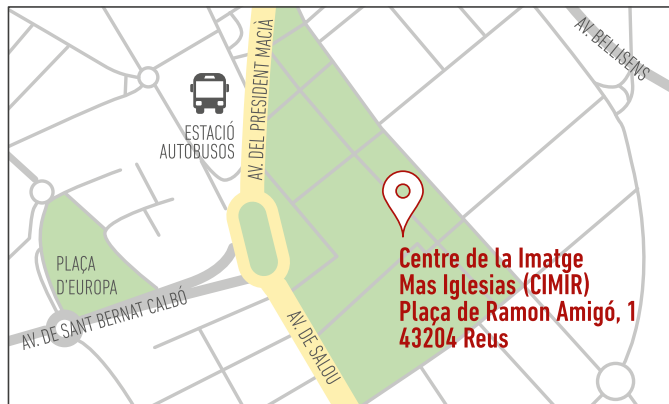 AV. BELLISENS
AV. DEL PRESIDENT MACIÀ
ESTACIÓ
AUTOBUSOS
PLAÇA
D'EUROPA
Centre de la Imatge
Mas Iglesias (CIMIR)
Plaça de Ramon Amigó, 1
43204 Reus
AV. DE SANT BERNAT CALBÓ
AV. DE SALOU